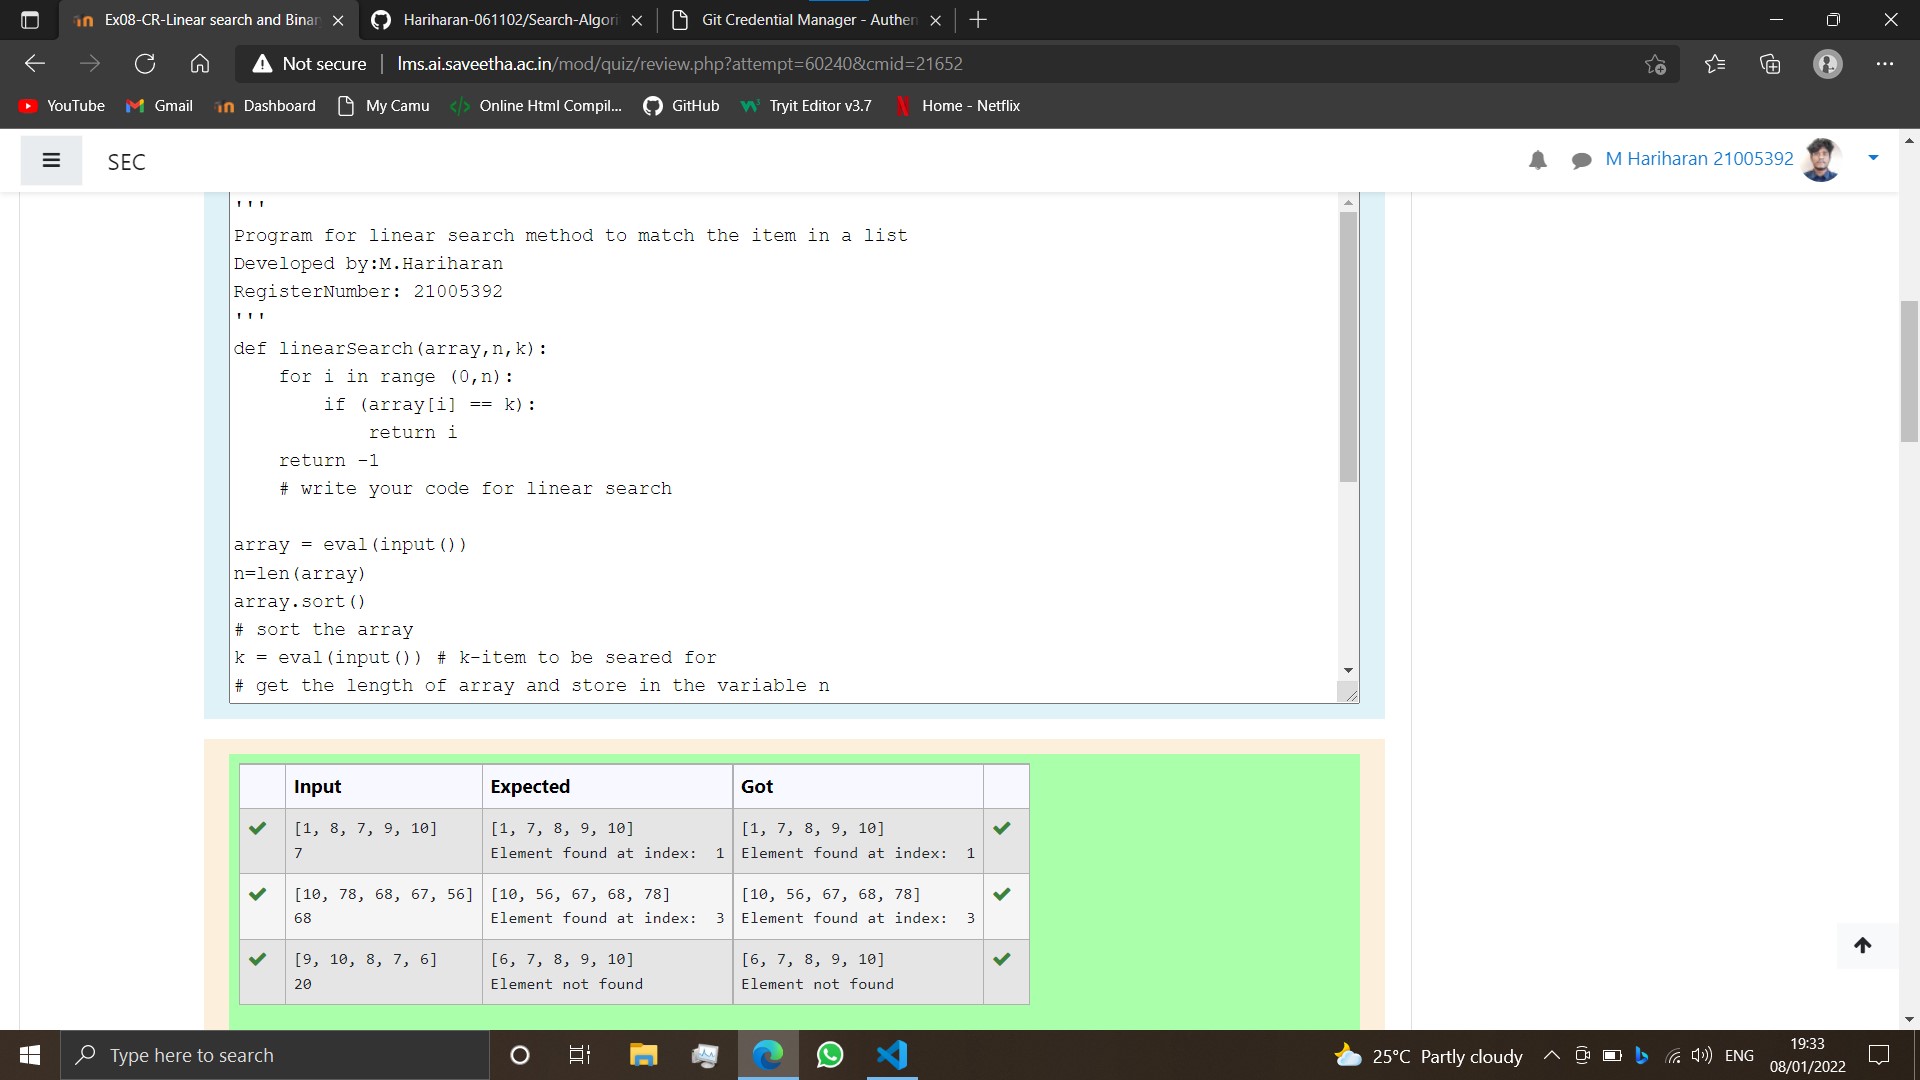 Ex08-CR-Linear search and Binar
Hariharan-061102/Search-Algori
Git Credential Manager - Authen
Not secure
lms.ai.saveetha.ac.in/mod/quiz/review.php?attempt=60240&cmid=21652
YouTube
Gmail
Dashboard
My Camu
Online Html Compil...
GitHub
Tryit Editor v3.7
Home - Netflix
SEC
M Hariharan 21005392
'''
Program for linear search method to match the item in a list
Developed by:M.Hariharan
RegisterNumber: 21005392
'''
def linearSearch(array,n,k):
    for i in range (0,n):
        if (array[i] == k):
            return i
    return -1
    # write your code for linear search
array = eval(input())
n=len(array)
array.sort()
# sort the array
k = eval(input()) # k-item to be seared for
# get the length of array and store in the variable n
Input Expected Got
[1, 8, 7, 9, 10] [1, 7, 8, 9, 10] [1, 7, 8, 9, 10]
7 Element found at index:  1 Element found at index:  1
[10, 78, 68, 67, 56] [10, 56, 67, 68, 78] [10, 56, 67, 68, 78]
68 Element found at index:  3 Element found at index:  3
[9, 10, 8, 7, 6] [6, 7, 8, 9, 10] [6, 7, 8, 9, 10]
20 Element not found Element not found
Type here to search
25°C Partly cloudy
ENG
19:33
08/01/2022